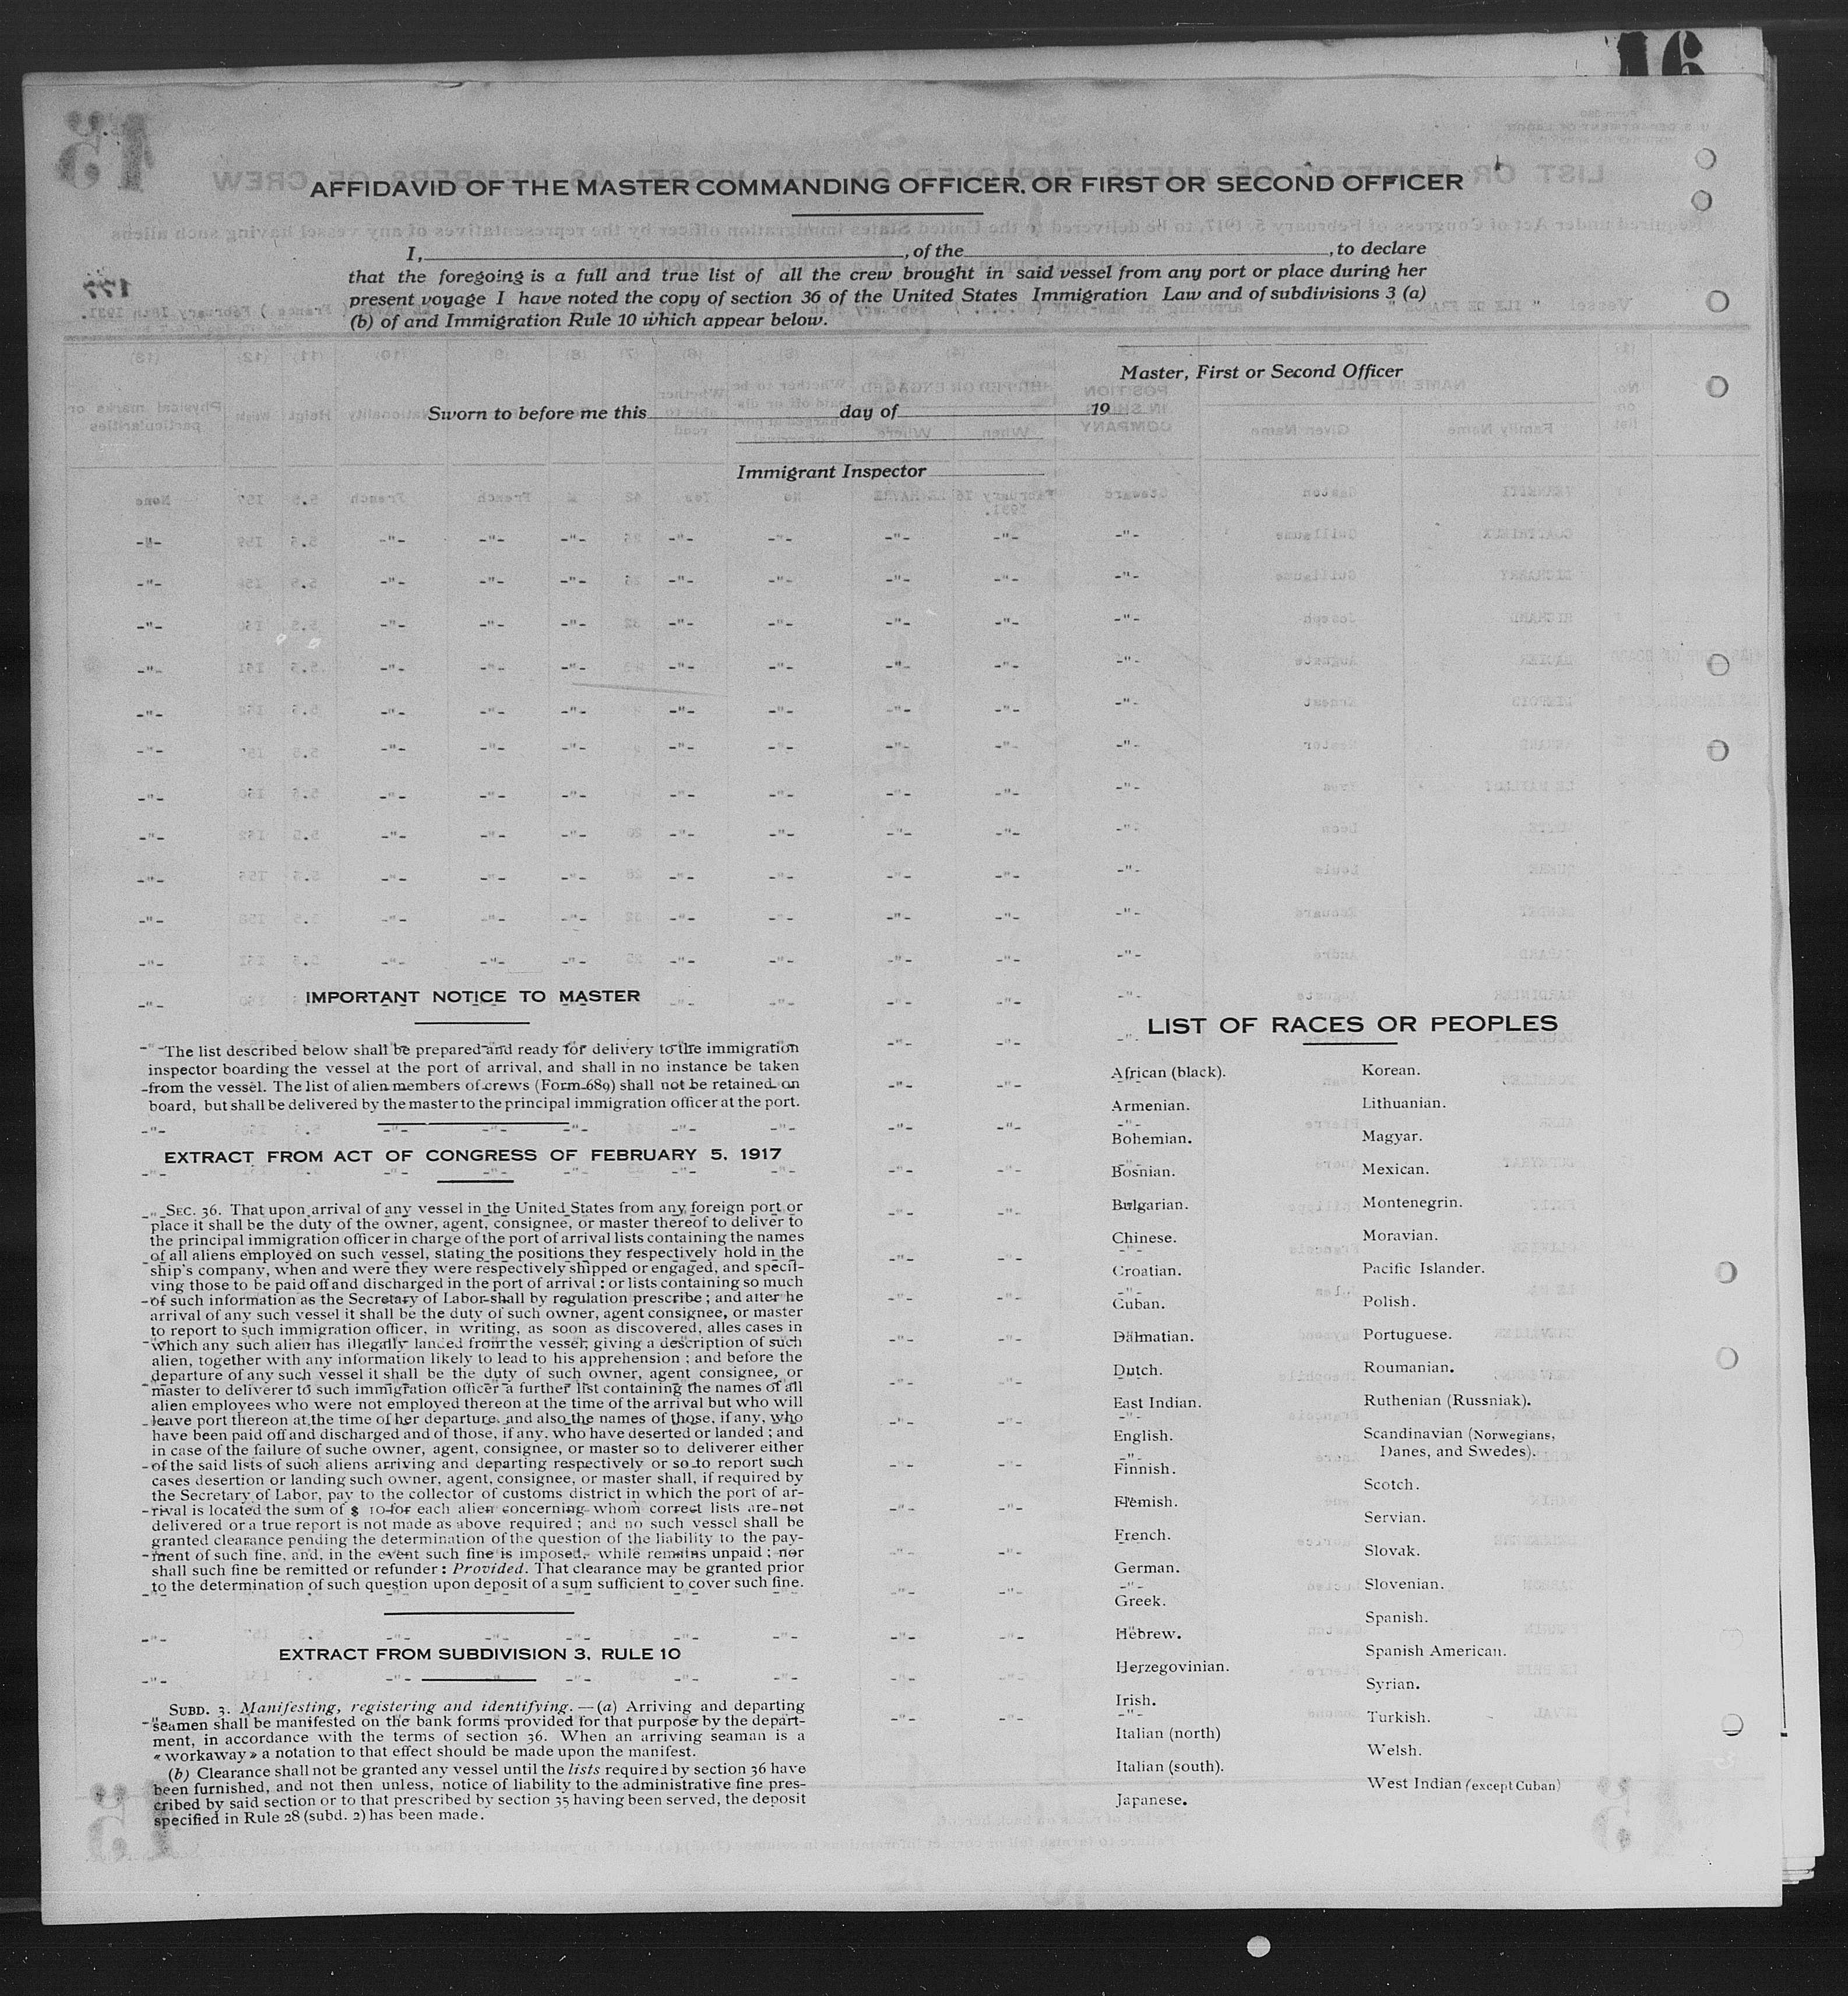 16
AFFIDAVID OF THE MASTER COMMANDING OFFICER, OR FIRST OR SECOND OFFICER
I, , of the , to declare
that the foregoing is a full and true list of all the crew brought in said vessel from any port or place during her
present voyage I have noted the copy of section 36 of the United States Immigration Law and of subdivisions 3 (a)
(b) of and Immigration Rule 10 which appear below.
Master, First or Second Officer
Sworn to before me this day of 19
Immigrant Inspector
IMPORTANT NOTICE TO MASTER
The list described below shall be prepared and ready for delivery to the immigration
inspector boarding the vessel at the port of arrival, and shall in no instance be taken
from the vessel. The list of alien members of crews (Form 689) shall not be retained on
board, but shall be delivered by the master to the principal immigration officer at the port.
EXTRACT FROM ACT OF CONGRESS OF FEBRUARY 5, 1917
SEC. 36. That upon arrival of any vessel in the United States from any foreign port or
place it shall be the duty of the owner, agent, consignee, or master thereof to deliver to
the principal immigration officer in charge of the port of arrival lists containing the names
of all aliens employed on such vessel, stating the positions they respectively hold in the
ship's company, when and were they were respectively shipped or engaged, and specif-
ving those to be paid off and discharged in the port of arrival : or lists containing so much
of such information as the Secretary of Labor shall by regulation prescribe ; and atter he
arrival of any such vessel it shall be the duty of such owner, agent consignee, or master
to report to such immigration officer, in writing, as soon as discovered, alles cases in
which any such alien has illegally landed from the vessel, giving a description of such
alien, together with any information likely to lead to his apprehension ; and before the
departure of any such vessel it shall be the duty of such owner, agent consignee, or
master to deliverer to such immigration officer a further list containing the names of all
alien employees who were not employed thereon at the time of the arrival but who will
leave port thereon at the time of her departure, and also the names of those, if any, who
have been paid off and discharged and of those, if any, who have deserted or landed ; and
in case of the failure of suche owner, agent, consignee, or master so to deliverer either
of the said lists of such aliens arriving and departing respectively or so to report such
cases desertion or landing such owner, agent, consignee, or master shall, if required by
the Secretary of Labor, pay to the collector of customs district in which the port of ar-
rival is located the sum of $ 10 for each alien concerning whom correct lists are not
delivered or a true report is not made as above required ; and no such vessel shall be
granted clearance pending the determination of the question of the liability to the pay-
ment of such fine, and, in the event such fine is imposed, while remains unpaid ; nor
shall such fine be remitted or refunder : Provided. That clearance may be granted prior
to the determination of such question upon deposit of a sum sufficient to cover such fine.
EXTRACT FROM SUBDIVISION 3, RULE 10
SUBD. 3. Manifesting, registering and identifying. — (a) Arriving and departing
seamen shall be manifested on the bank forms provided for that purpose by the depart-
ment, in accordance with the terms of section 36. When an arriving seaman is a
« workaway » a notation to that effect should be made upon the manifest.
(b) Clearance shall not be granted any vessel until the lists required by section 36 have
been furnished, and not then unless, notice of liability to the administrative fine pres-
cribed by said section or to that prescribed by section 35 having been served, the deposit
specified in Rule 28 (subd. 2) has been made.
LIST OF RACES OR PEOPLES
African (black).
Armenian.
Bohemian.
Bosnian.
Bulgarian.
Chinese.
Croatian.
Cuban.
Dalmatian.
Dutch.
East Indian.
English.
Finnish.
Flemish.
French.
German.
Greek.
Hebrew.
Herzegovinian.
Irish.
Italian (north)
Italian (south).
Japanese.
Korean.
Lithuanian.
Magyar.
Mexican.
Montenegrin.
Moravian.
Pacific Islander.
Polish.
Portuguese.
Roumanian.
Ruthenian (Russniak).
Scandinavian (Norwegians,
Danes, and Swedes).
Scotch.
Servian.
Slovak.
Slovenian.
Spanish.
Spanish American.
Syrian.
Turkish.
Welsh.
West Indian (except Cuban)